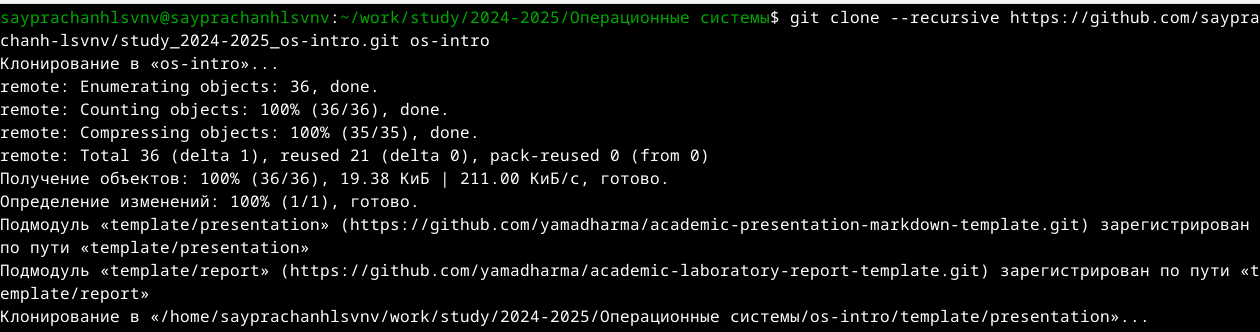 sayprachanhlsvnv@sayprachanhlsvnv:~/work/study/2024-2025/Операционные системы$ git clone --recursive https://github.com/saypra
chanh-lsvnv/study_2024-2025_os-intro.git os-intro
Клонирование в «os-intro»...
remote: Enumerating objects: 36, done.
remote: Counting objects: 100% (36/36), done.
remote: Compressing objects: 100% (35/35), done.
remote: Total 36 (delta 1), reused 21 (delta 0), pack-reused 0 (from 0)
Получение объектов: 100% (36/36), 19.38 КиБ | 211.00 КиБ/с, готово.
Определение изменений: 100% (1/1), готово.
Подмодуль «template/presentation» (https://github.com/yamadharma/academic-presentation-markdown-template.git) зарегистрирован
по пути «template/presentation»
Подмодуль «template/report» (https://github.com/yamadharma/academic-laboratory-report-template.git) зарегистрирован по пути «t
emplate/report»
Клонирование в «/home/sayprachanhlsvnv/work/study/2024-2025/Операционные системы/os-intro/template/presentation»...